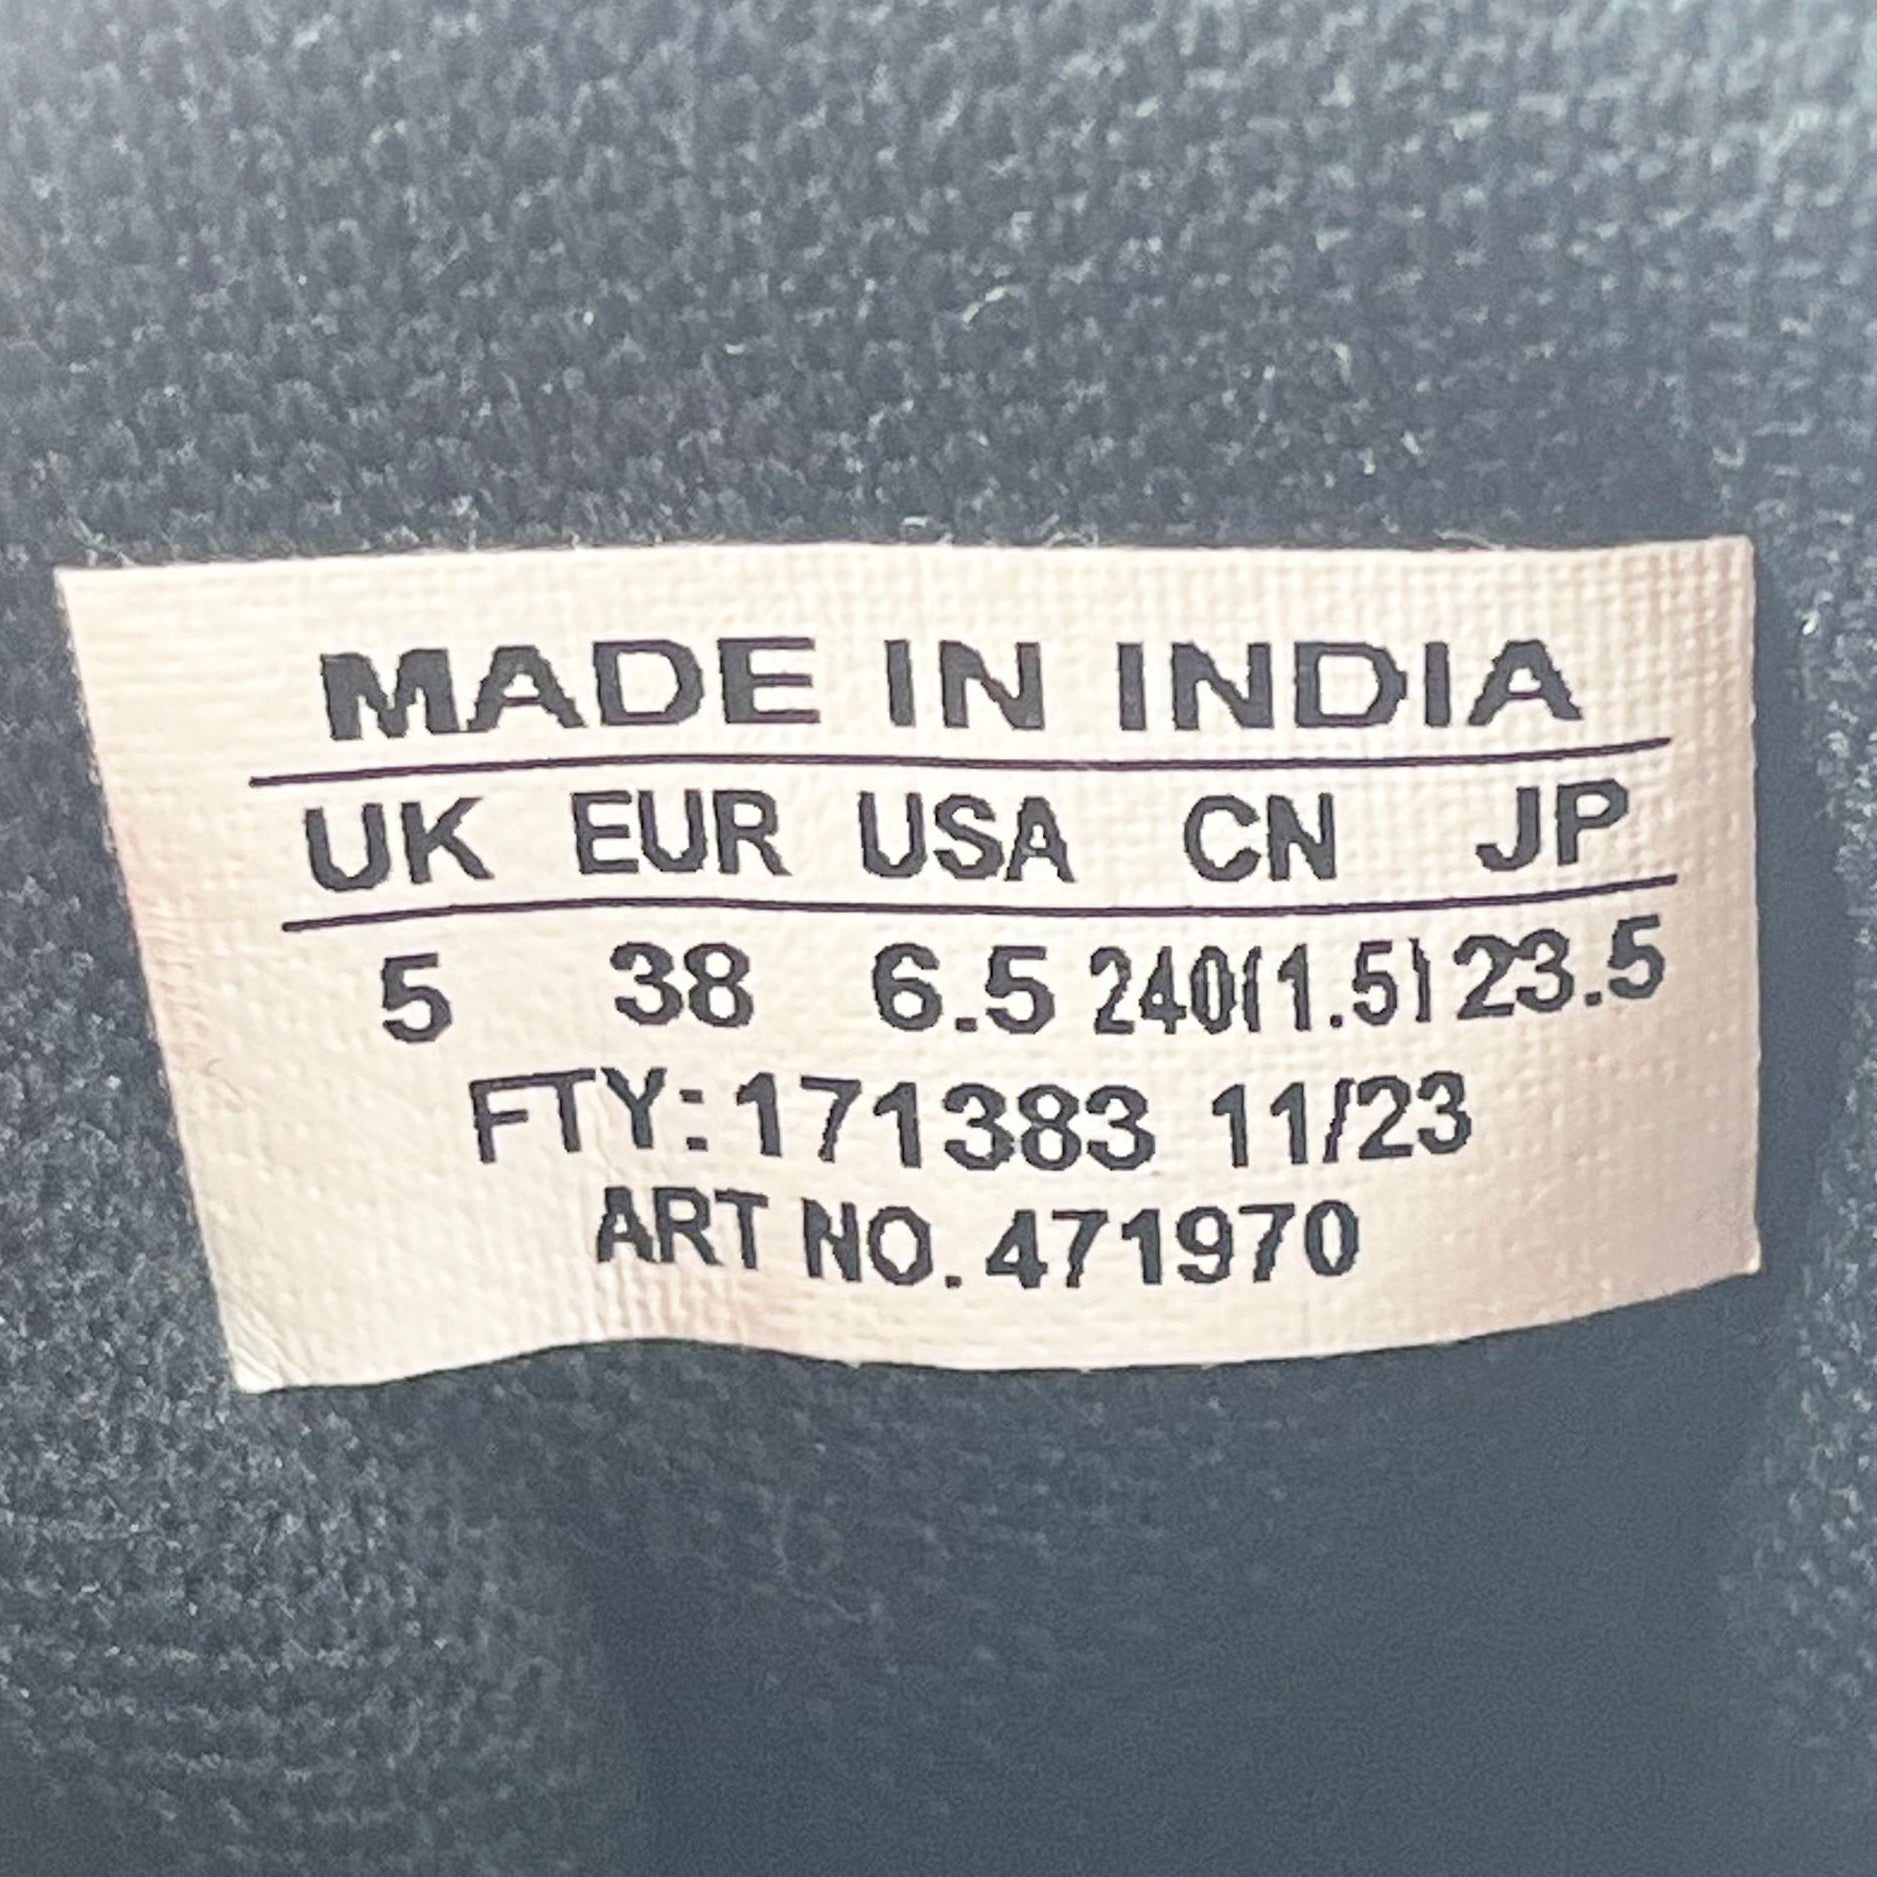 MADE IN INDIA
UK EUR USA CN JP
5 38 6.5 240(1.5) 23.5
FTY: 171383 11/23
ART NO. 471970